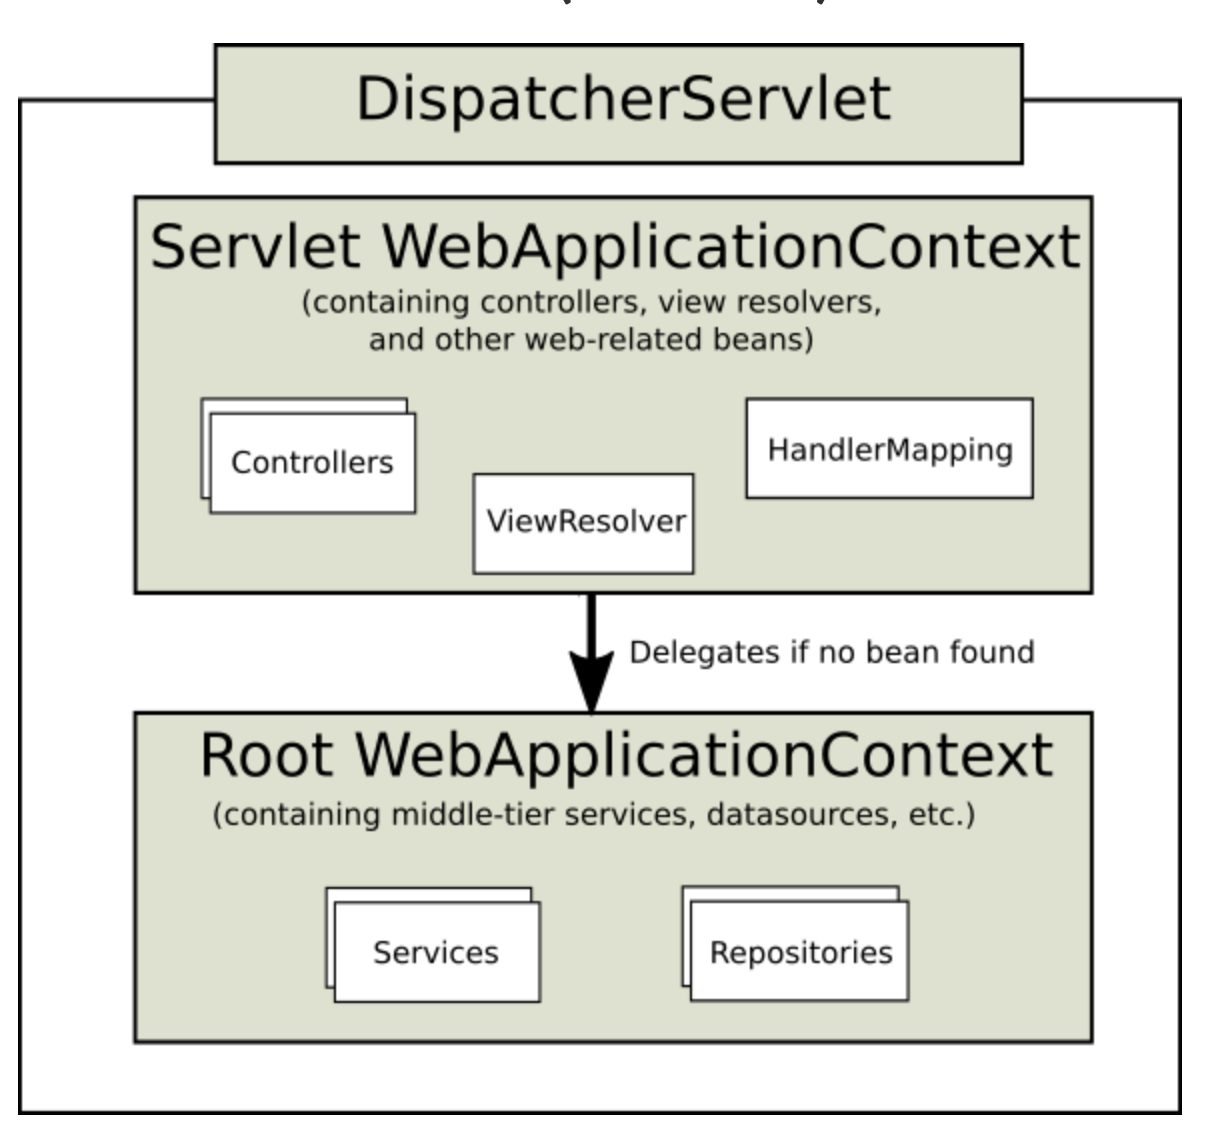 DispatcherServlet
Servlet WebApplicationContext
(containing controllers, view resolvers,
and other web-related beans)
Controllers
HandlerMapping
ViewResolver
Delegates if no bean found
Root WebApplicationContext
(containing middle-tier services, datasources, etc.)
Services
Repositories